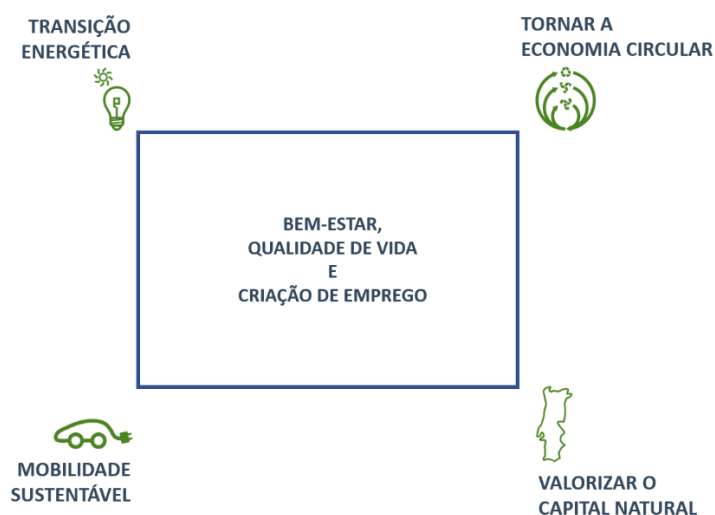 TRANSIÇÃO
ENERGÉTICA
TORNAR A
ECONOMIA CIRCULAR
BEM-ESTAR,
QUALIDADE DE VIDA
E
CRIAÇÃO DE EMPREGO
MOBILIDADE
SUSTENTÁVEL
VALORIZAR O
CAPITAL NATURAL